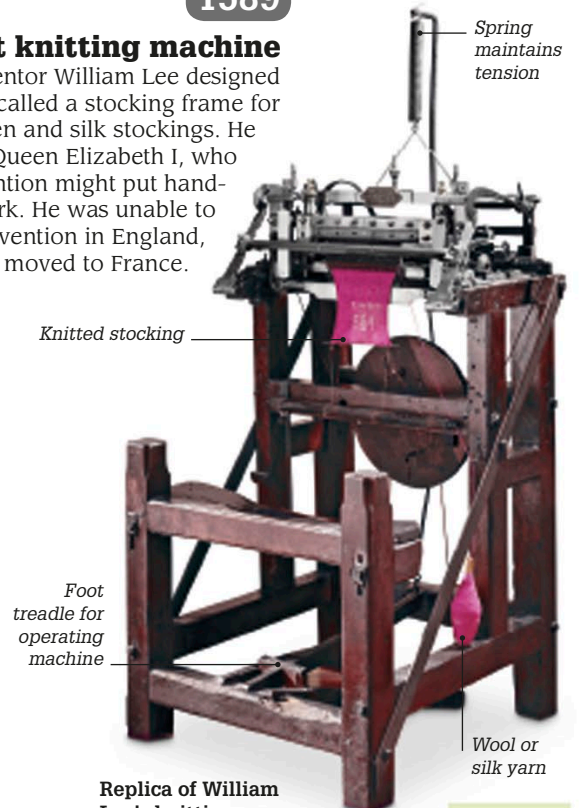 1589
t knitting machine
entor William Lee designed
called a stocking frame for
en and silk stockings. He
Queen Elizabeth I, who
ntion might put hand-
rk. He was unable to
vention in England,
moved to France.
Spring
maintains
tension
Knitted stocking
Foot
treadle for
operating
machine
Wool or
silk yarn
Replica of William